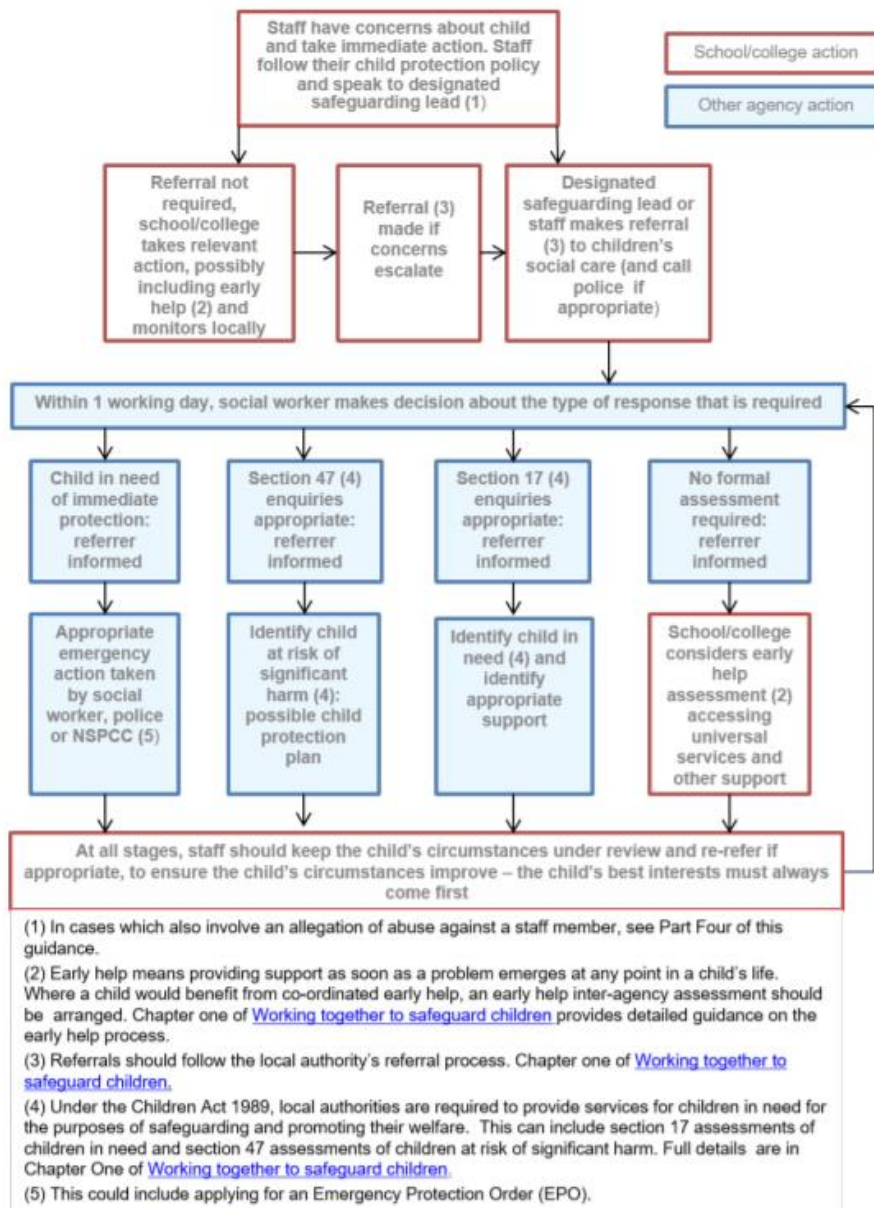 Staff have concerns about child
and take immediate action. Staff
follow their child protection policy
and speak to designated
safeguarding lead (1)
School/college action
Other agency action
Referral not
required,
school/college
takes relevant
action, possibly
including early
help (2) and
monitors locally
Referral (3)
made if
concerns
escalate
Designated
safeguarding lead or
staff makes referral
(3) to children's
social care (and call
police if
appropriate)
Within 1 working day, social worker makes decision about the type of response that is required
Child in need
of immediate
protection:
referrer
informed
Section 47 (4)
enquiries
appropriate:
referrer
informed
Section 17 (4)
enquiries
appropriate:
referrer
informed
No formal
assessment
required:
referrer
informed
Appropriate
emergency
action taken
by social
worker, police
or NSPCC (5)
Identify child
at risk of
significant
harm (4):
possible child
protection
plan
Identify child in
need (4) and
identify
appropriate
support
School/college
considers early
help
assessment (2)
accessing
universal
services and
other support
At all stages, staff should keep the child's circumstances under review and re-refer if
appropriate, to ensure the child's circumstances improve – the child's best interests must always
come first
(1) In cases which also involve an allegation of abuse against a staff member, see Part Four of this
guidance.
(2) Early help means providing support as soon as a problem emerges at any point in a child's life.
Where a child would benefit from co-ordinated early help, an early help inter-agency assessment should
be arranged. Chapter one of Working together to safeguard children provides detailed guidance on the
early help process.
(3) Referrals should follow the local authority's referral process. Chapter one of Working together to
safeguard children.
(4) Under the Children Act 1989, local authorities are required to provide services for children in need for
the purposes of safeguarding and promoting their welfare. This can include section 17 assessments of
children in need and section 47 assessments of children at risk of significant harm. Full details are in
Chapter One of Working together to safeguard children.
(5) This could include applying for an Emergency Protection Order (EPO).